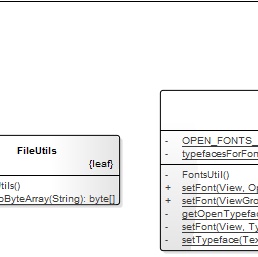 FileUtils
{leaf}
tils()
oByteArray(String): byte[]
- OPEN_FONTS_
- typefacesForFon
- FontsUtil()
+ setFont(View, Op
+ setFont(ViewGro
- getOpenTypefac
- setFont(View, Ty
- setTypeface(Tex